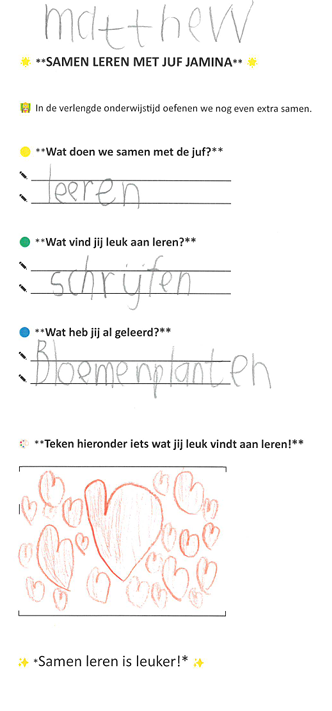 matthew
**SAMEN LEREN MET JUF JAMINA**
In de verlengde onderwijstijd oefenen we nog even extra samen.
**Wat doen we samen met de juf?**
leeren
**Wat vind jij leuk aan leren?**
schrijfen
**Wat heb jij al geleerd?**
Bloemenplanten
**Teken hieronder iets wat jij leuk vindt aan leren!**
*Samen leren is leuker!*